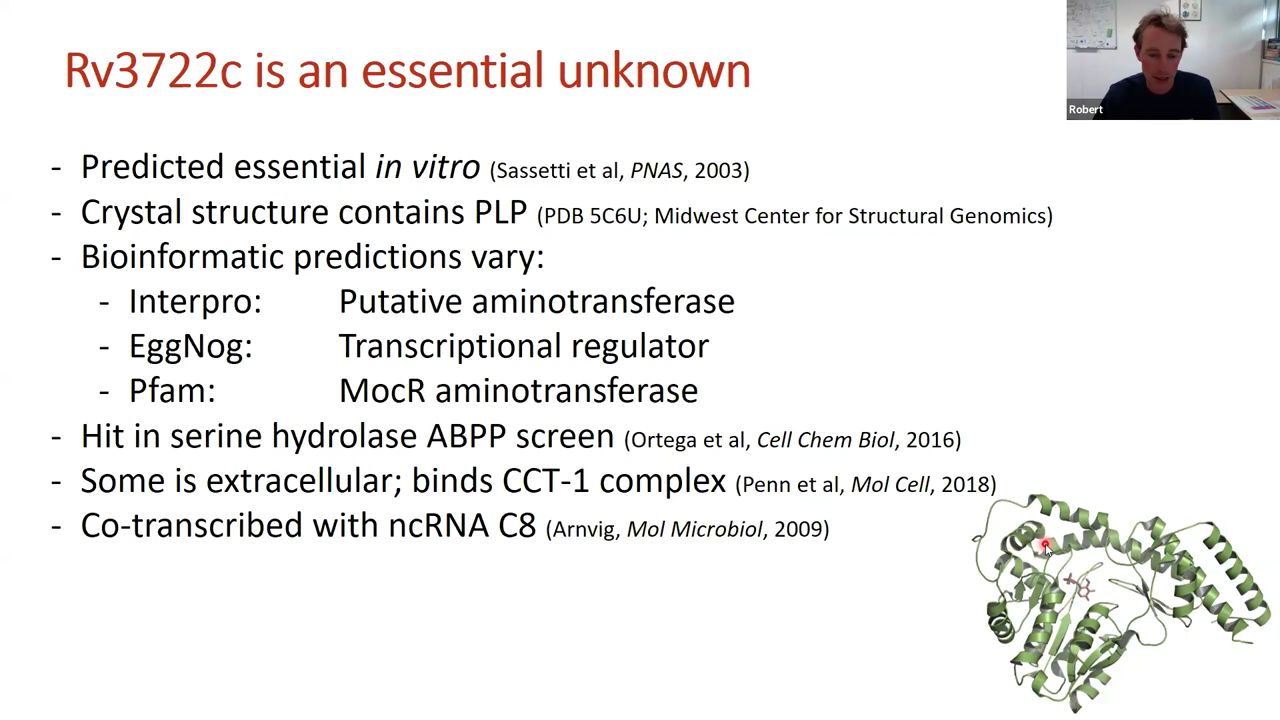 Rv3722c is an essential unknown
Robert
- Predicted essential in vitro (Sassetti et al, PNAS, 2003)
- Crystal structure contains PLP (PDB 5C6U; Midwest Center for Structural Genomics)
- Bioinformatic predictions vary:
- Interpro: Putative aminotransferase
- EggNog: Transcriptional regulator
- Pfam: MocR aminotransferase
- Hit in serine hydrolase ABPP screen (Ortega et al, Cell Chem Biol, 2016)
- Some is extracellular; binds CCT-1 complex (Penn et al, Mol Cell, 2018)
- Co-transcribed with ncRNA C8 (Arnvig, Mol Microbiol, 2009)